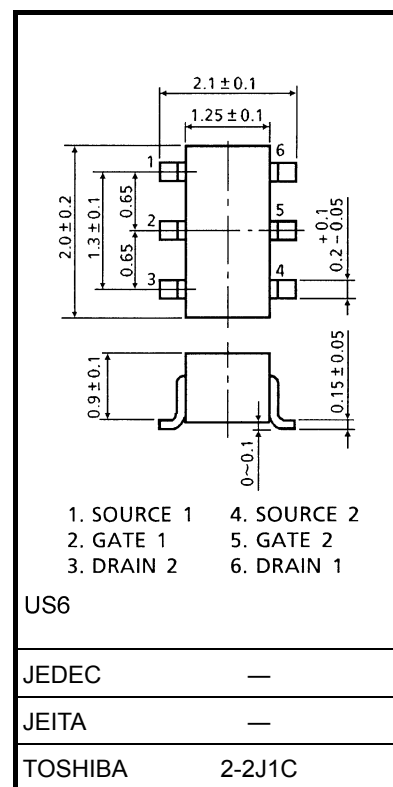 2.1±0.1
1.25±0.1
1
6
2
5
3
4
2.0±0.2
1.3±0.1
0.65
0.65
+0.1
0.2-0.05
0.9±0.1
0.15±0.05
0~0.1
1. SOURCE 1 4. SOURCE 2
2. GATE 1 5. GATE 2
3. DRAIN 2 6. DRAIN 1
US6
JEDEC —
JEITA —
TOSHIBA 2-2J1C